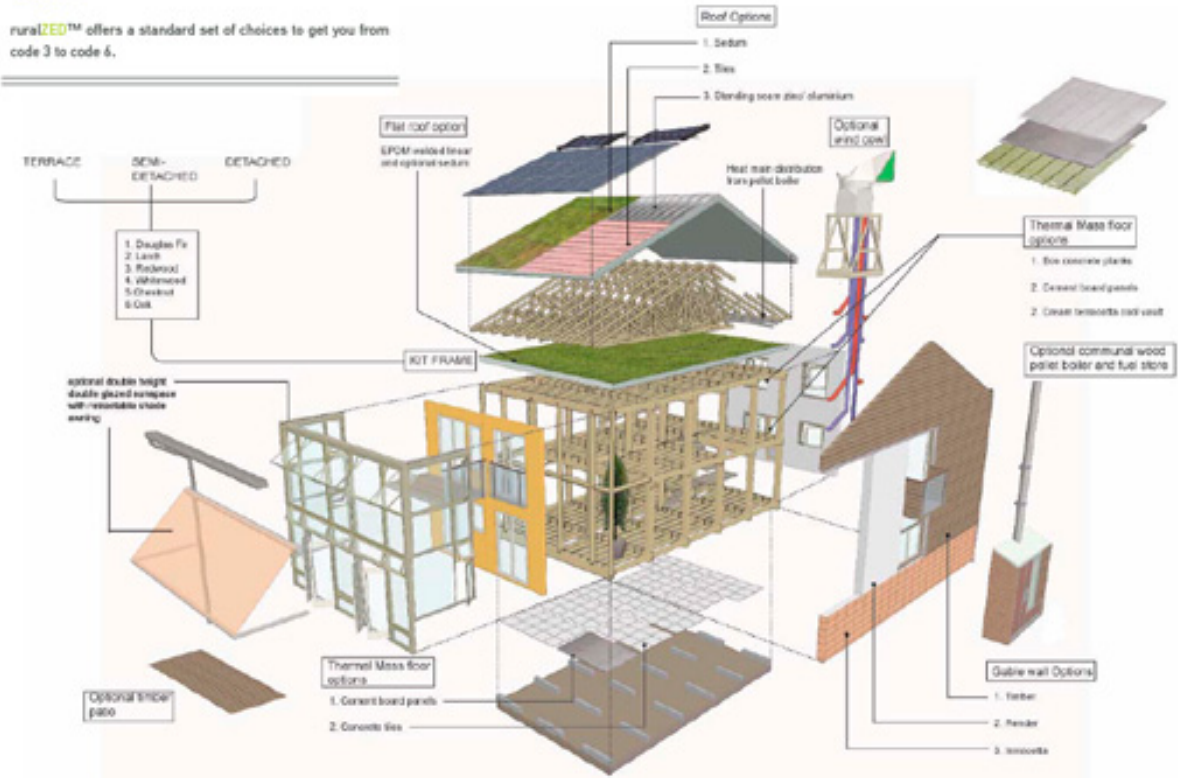 ruralZED™ offers a standard set of choices to get you from
code 3 to code 6.
Roof Options
1. Sedum
2. Tiles
3. Standing seam zinc/ aluminium
Flat roof option
EPDM welded linear
and optional sedum
Optional
wind cowl
Heat main distribution
from pellet boiler
TERRACE
SEMI-
DETACHED
DETACHED
1. Douglas Fir
2. Larch
3. Redwood
4. Whitewood
5. Chestnut
6. Oak
KIT FRAME
Thermal Mass floor
options
1. Eco concrete planks
2. Cement board panels
2. Cream terracotta cool vault
Optional communal wood
pellet boiler and fuel store
optional double height
double glazed sunspace
with retractable shade
awning
Optional timber
patio
Thermal Mass floor
options
1. Cement board panels
2. Concrete tiles
Gable wall Options
1. Timber
2. Render
3. terracotta